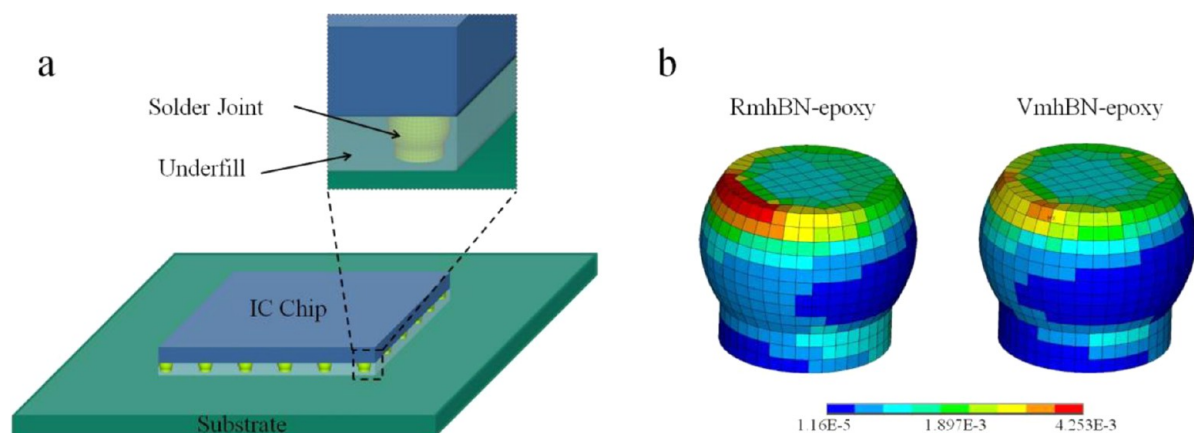 a
Solder Joint
Underfill
IC Chip
Substrate
b
RmhBN-epoxy
VmhBN-epoxy
1.16E-5
1.897E-3
4.253E-3